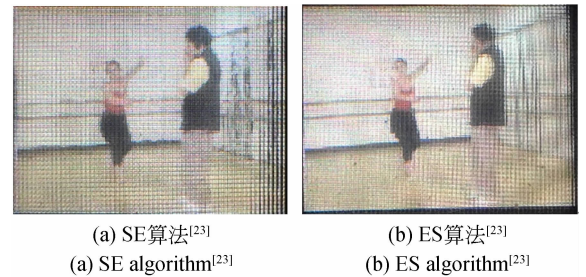 (a) SE算法[23]
(b) ES算法[23]
(a) SE algorithm[23]
(b) ES algorithm[23]